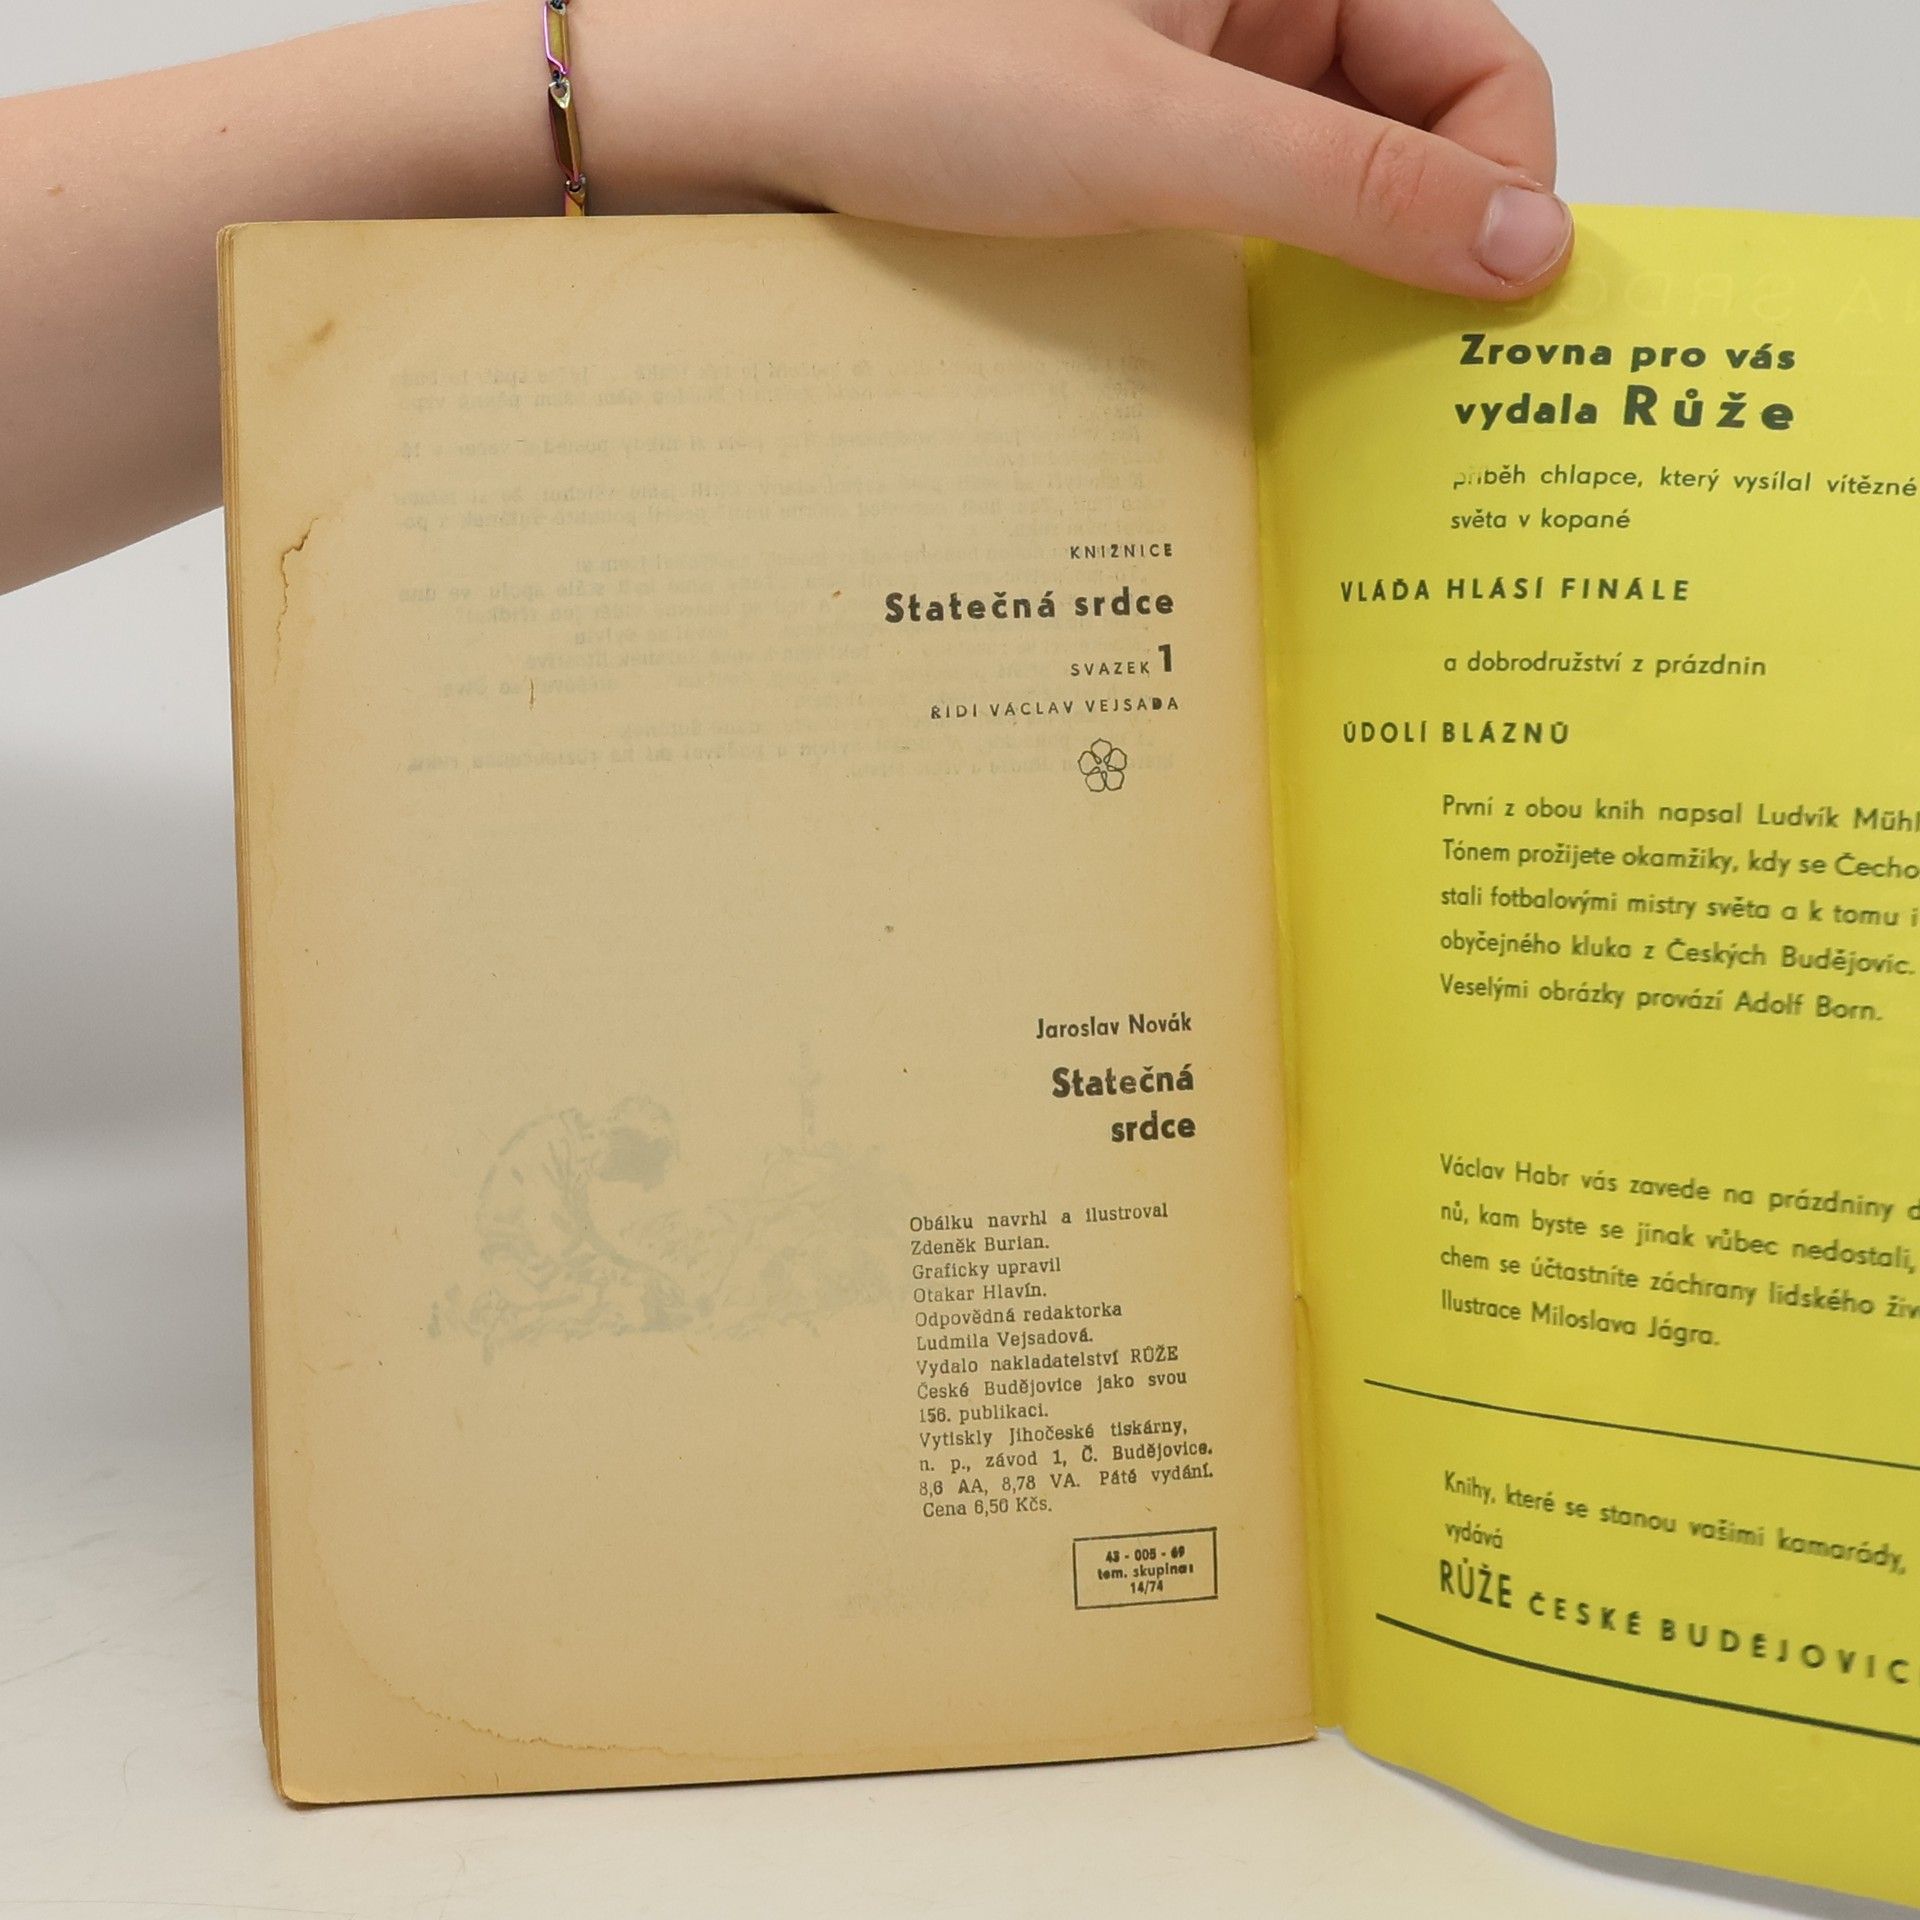 KNIŽNICE
Statečná srdce
SVAZEK 1
ŘÍDÍ VÁCLAV VEJSADA
Jaroslav Novák
Statečná
srdce
Obálku navrhl a ilustroval
Zdeněk Burian.
Graficky upravil
Otakar Hlavín.
Odpovědná redaktorka
Ludmila Vejsadová.
Vydalo nakladatelství RŮŽE
České Budějovice jako svou
156. publikaci.
Vytiskly Jihočeské tiskárny,
n. p., závod 1, Č. Budějovice.
8,6 AA, 8,78 VA. Páté vydání.
Cena 6,50 Kčs.
43 - 005 - 69
tem. skupina:
14/74
Zrovna pro vás
vydala Růže
příběh chlapce, který vysílal vítězné
světa v kopané
VLÁĎA HLÁSÍ FINÁLE
a dobrodružství z prázdnin
ÚDOLÍ BLÁZNŮ
První z obou knih napsal Ludvík Mühl
Tónem prožijete okamžiky, kdy se Čecho
stali fotbalovými mistry světa a k tomu i
obyčejného kluka z Českých Budějovic.
Veselými obrázky provází Adolf Born.
Václav Habr vás zavede na prázdniny d
nů, kam byste se jinak vůbec nedostali,
chem se účtastníte záchrany lidského živ
Ilustrace Miloslava Jágra.
Knihy, které se stanou vašimi kamarády,
vydává
RŮŽE ČESKÉ BUDĚJOVIC